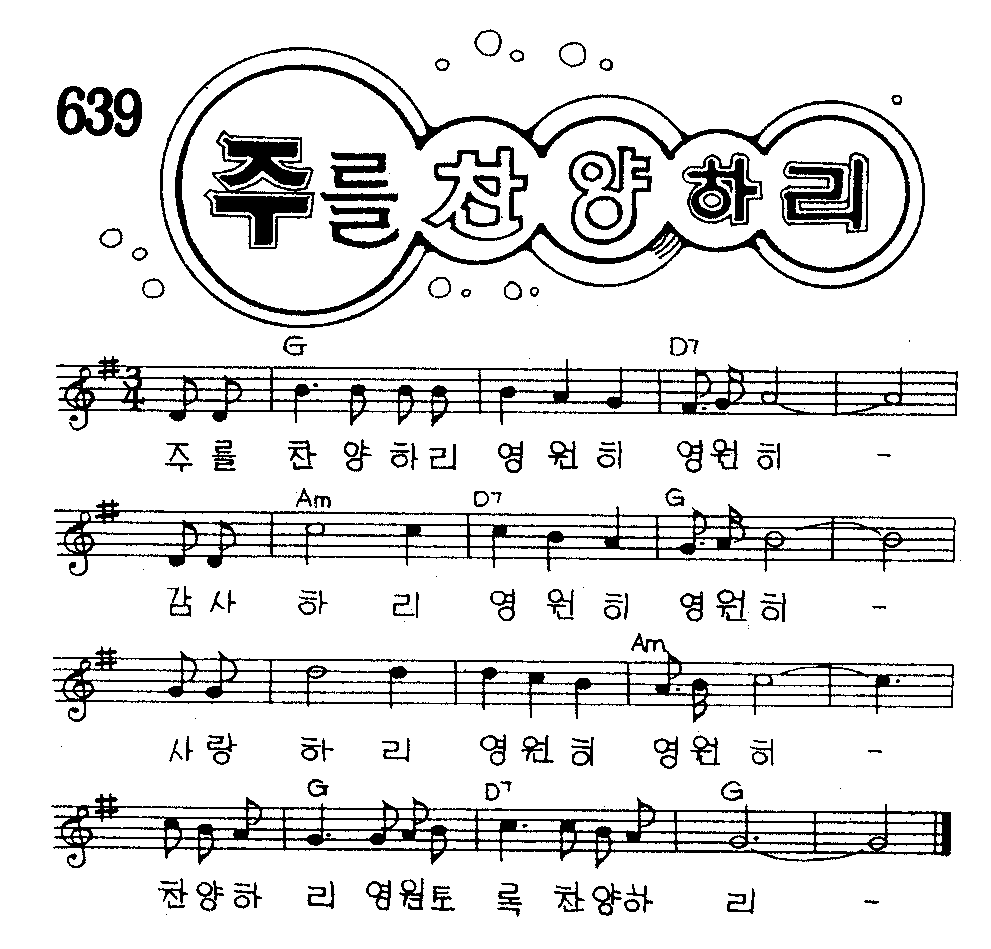 639
주를 찬양하리
G D7
3/4
주 를 찬 양 하 리 영 원 히 영 원 히 -
Am D7 G
감 사 하 리 영 원 히 영 원 히 -
Am
사 랑 하 리 영 원 히 영 원 히 -
G D7 G
찬 양 하 리 영 원 토 록 찬 양 하 리 -